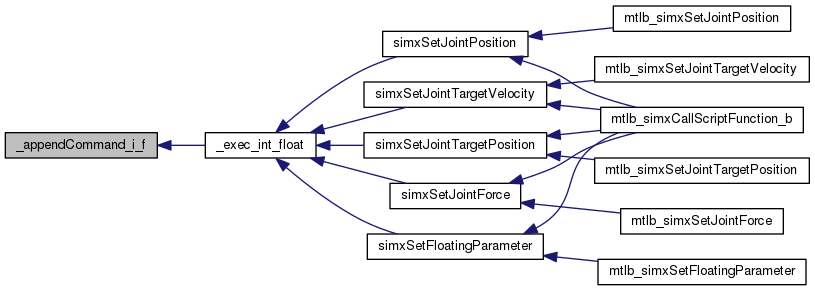 _appendCommand_i_f
_exec_int_float
simxSetJointPosition
simxSetJointTargetVelocity
simxSetJointTargetPosition
simxSetJointForce
simxSetFloatingParameter
mtlb_simxSetJointPosition
mtlb_simxSetJointTargetVelocity
mtlb_simxCallScriptFunction_b
mtlb_simxSetJointTargetPosition
mtlb_simxSetJointForce
mtlb_simxSetFloatingParameter